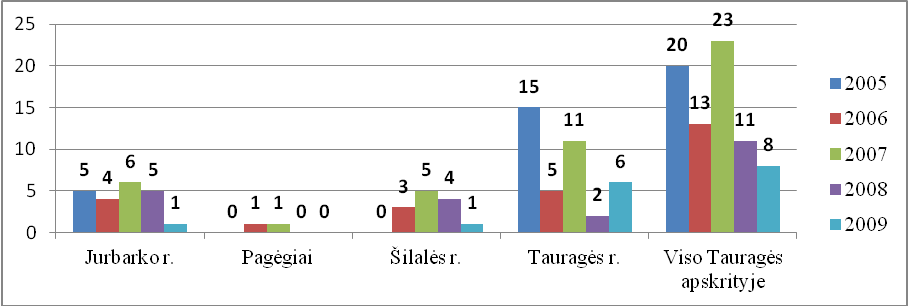 25
20
15
10
5
0
5 4 6 5 1
0 1 1 0 0
0 3 5 4 1
15 5 11 2 6
20 13 23 11 8
Jurbarko r.
Pagėgiai
Šilalės r.
Tauragės r.
Viso Tauragės
apskrityje
2005
2006
2007
2008
2009